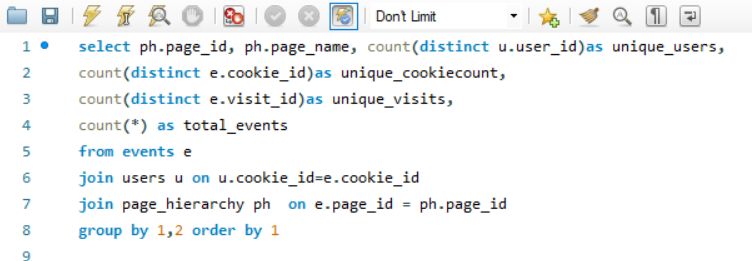 Don't Limit
1 select ph.page_id, ph.page_name, count(distinct u.user_id)as unique_users,
2 count(distinct e.cookie_id)as unique_cookiecount,
3 count(distinct e.visit_id)as unique_visits,
4 count(*) as total_events
5 from events e
6 join users u on u.cookie_id=e.cookie_id
7 join page_hierarchy ph  on e.page_id = ph.page_id
8 group by 1,2 order by 1
9